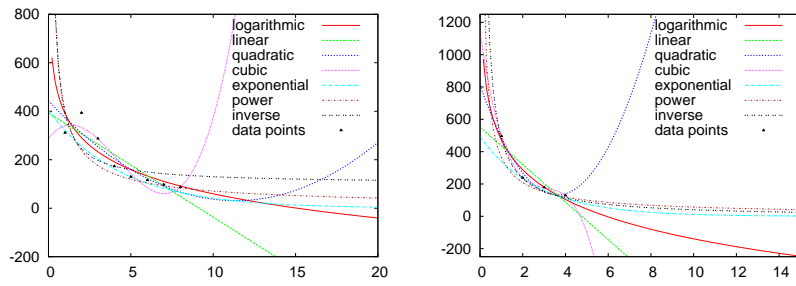 800
600
400
200
0
-200
0
5
10
15
20
logarithmic
linear
quadratic
cubic
exponential
power
inverse
data points
1200
1000
800
600
400
200
0
-200
0
2
4
6
8
10
12
14
logarithmic
linear
quadratic
cubic
exponential
power
inverse
data points